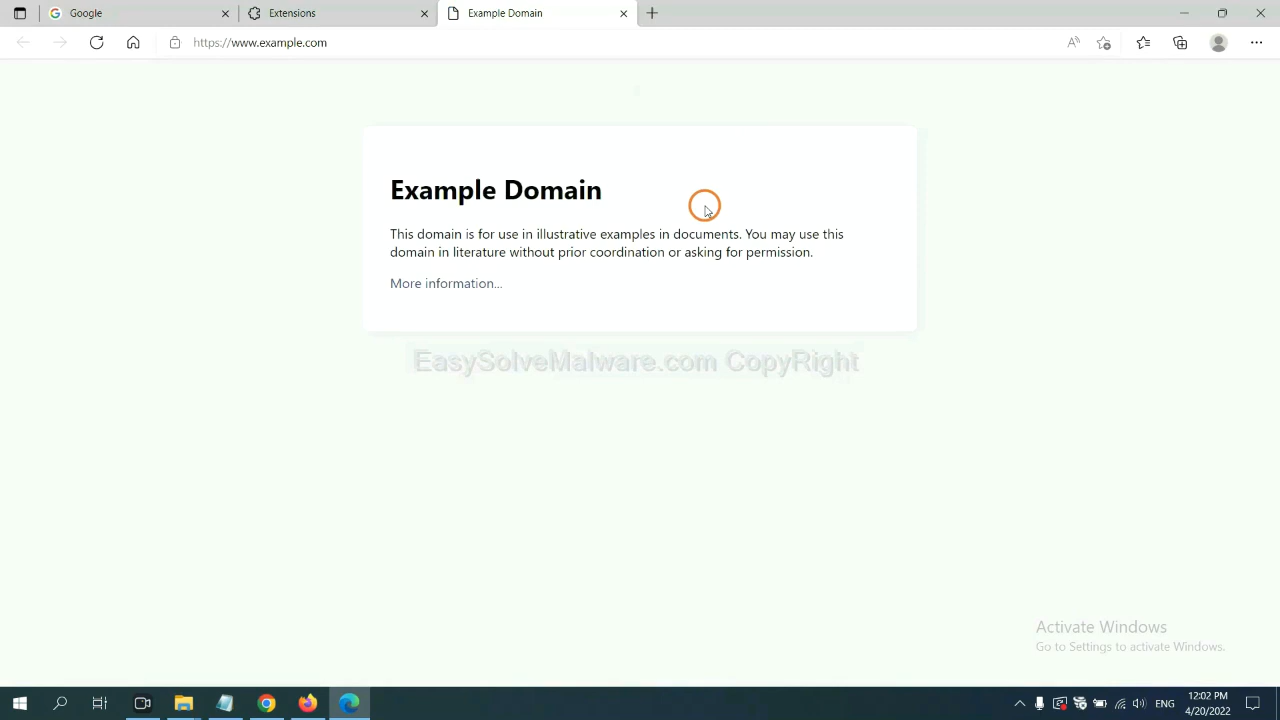 Google
Extensions
Example Domain
https://www.example.com
Example Domain
This domain is for use in illustrative examples in documents. You may use this
domain in literature without prior coordination or asking for permission.
More information...
EasySolveMalware.com CopyRight
Activate Windows
Go to Settings to activate Windows.
ENG
12:02 PM
4/20/2022